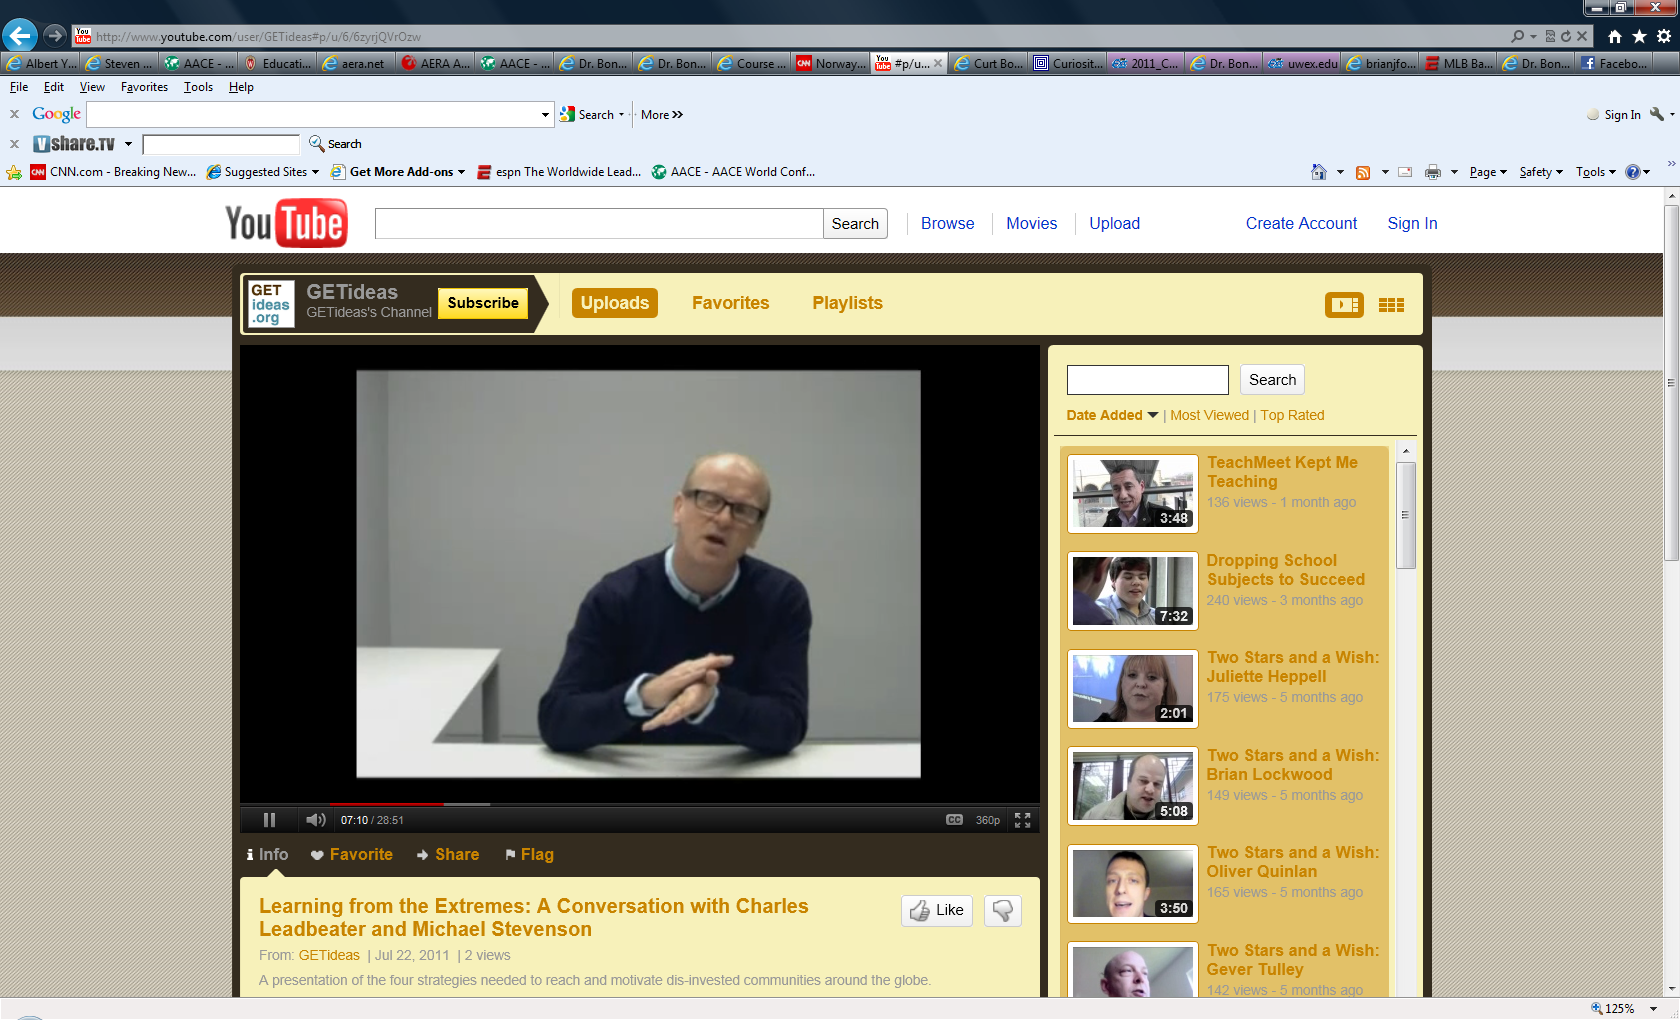 http://www.youtube.com/user/GETideas#p/u/6/6zyrjQVrOzw
Albert Y... Steven ... AACE - ... Educati... aera.net AERA A... AACE - ... Dr. Bon... Dr. Bon... Course ... Norway... #p/u... Curt Bo... Curiosit... 2011_C... Dr. Bon... uwex.edu brianjfo... MLB Ba... Dr. Bon... Facebo...
File Edit View Favorites Tools Help
x Google Search More » Sign In
x Vshare.tv Search
CNN.com - Breaking New... Suggested Sites Get More Add-ons espn The Worldwide Lead... AACE - AACE World Conf... Page Safety Tools
YouTube Search Browse Movies Upload Create Account Sign In
GET
ideas
.org
GETideas
GETideas's Channel
Subscribe
Uploads Favorites Playlists
Search
Date Added | Most Viewed | Top Rated
TeachMeet Kept Me
Teaching
136 views - 1 month ago
3:48
Dropping School
Subjects to Succeed
240 views - 3 months ago
7:32
Two Stars and a Wish:
Juliette Heppell
175 views - 5 months ago
2:01
Two Stars and a Wish:
Brian Lockwood
149 views - 5 months ago
5:08
Two Stars and a Wish:
Oliver Quinlan
165 views - 5 months ago
3:50
Two Stars and a Wish:
Gever Tulley
142 views - 5 months ago
07:10 / 28:51 CC 360p
Info Favorite Share Flag
Learning from the Extremes: A Conversation with Charles
Leadbeater and Michael Stevenson
Like
From: GETideas | Jul 22, 2011 | 2 views
A presentation of the four strategies needed to reach and motivate dis-invested communities around the globe.
125%